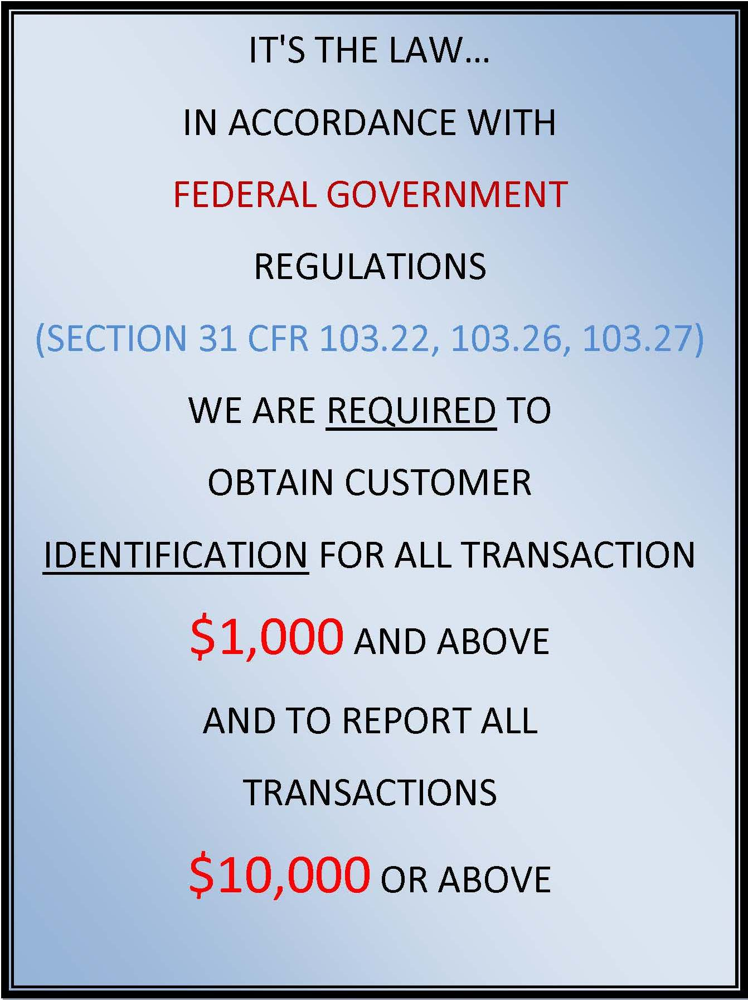 IT'S THE LAW...
IN ACCORDANCE WITH
FEDERAL GOVERNMENT
REGULATIONS
(SECTION 31 CFR 103.22, 103.26, 103.27)
WE ARE REQUIRED TO
OBTAIN CUSTOMER
IDENTIFICATION FOR ALL TRANSACTION
$1,000 AND ABOVE
AND TO REPORT ALL
TRANSACTIONS
$10,000 OR ABOVE